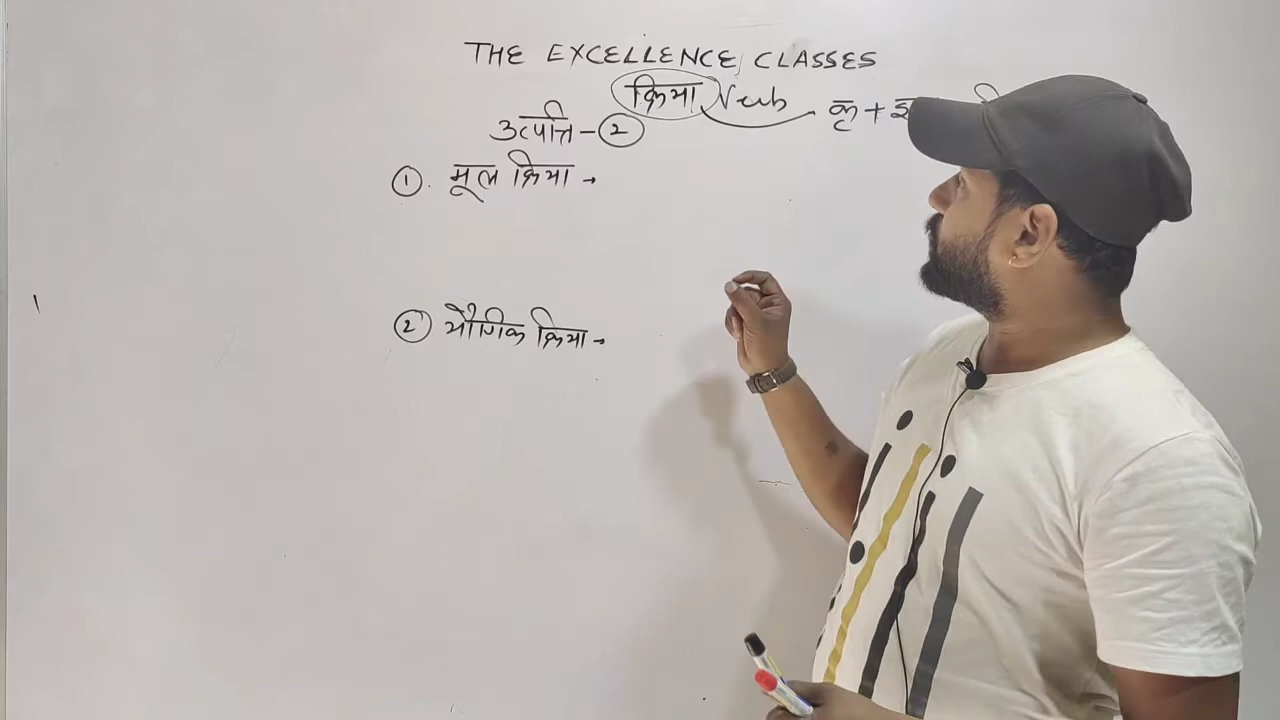 THE EXCELLENCE CLASSES
क्रिया Verb कृ + इ
उत्पत्ति - 2
1. मूल क्रिया →
2 यौगिक क्रिया →